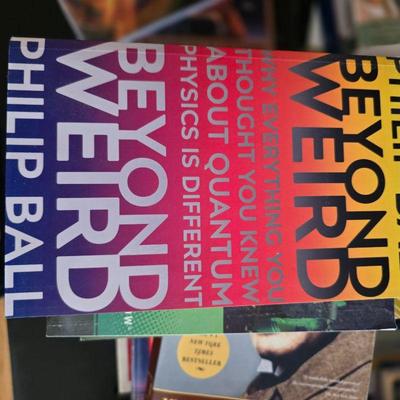 PHILIP
BEYOND
WEIRD
WHY EVERYTHING YOU
THOUGHT YOU KNEW
ABOUT QUANTUM
PHYSICS IS DIFFERENT
BEYOND
WEIRD
PHILIP BALL
NEW YORK
TIMES
BESTSELLER